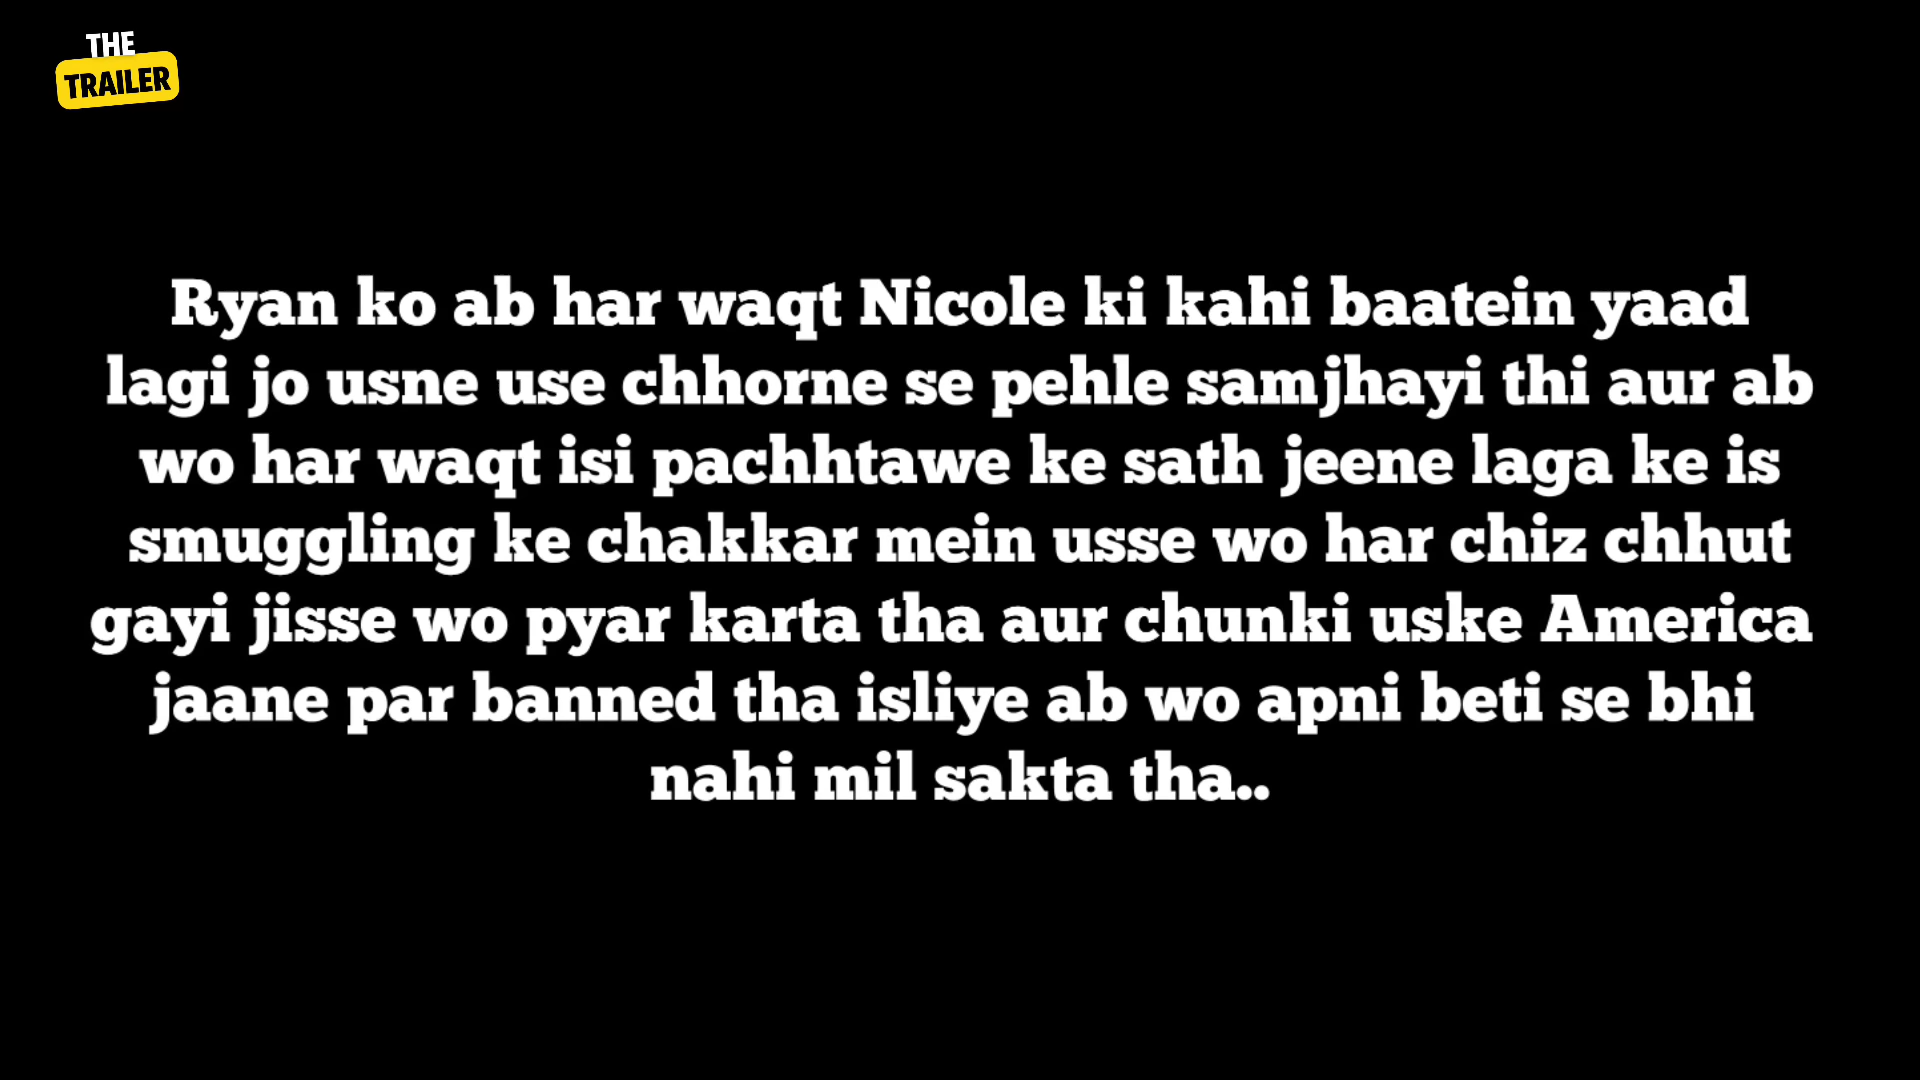 THE
TRAILER
Ryan ko ab har waqt Nicole ki kahi baatein yaad
lagi jo usne use chhorne se pehle samjhayi thi aur ab
wo har waqt isi pachhtawe ke sath jeene laga ke is
smuggling ke chakkar mein usse wo har chiz chhut
gayi jisse wo pyar karta tha aur chunki uske America
jaane par banned tha isliye ab wo apni beti se bhi
nahi mil sakta tha..